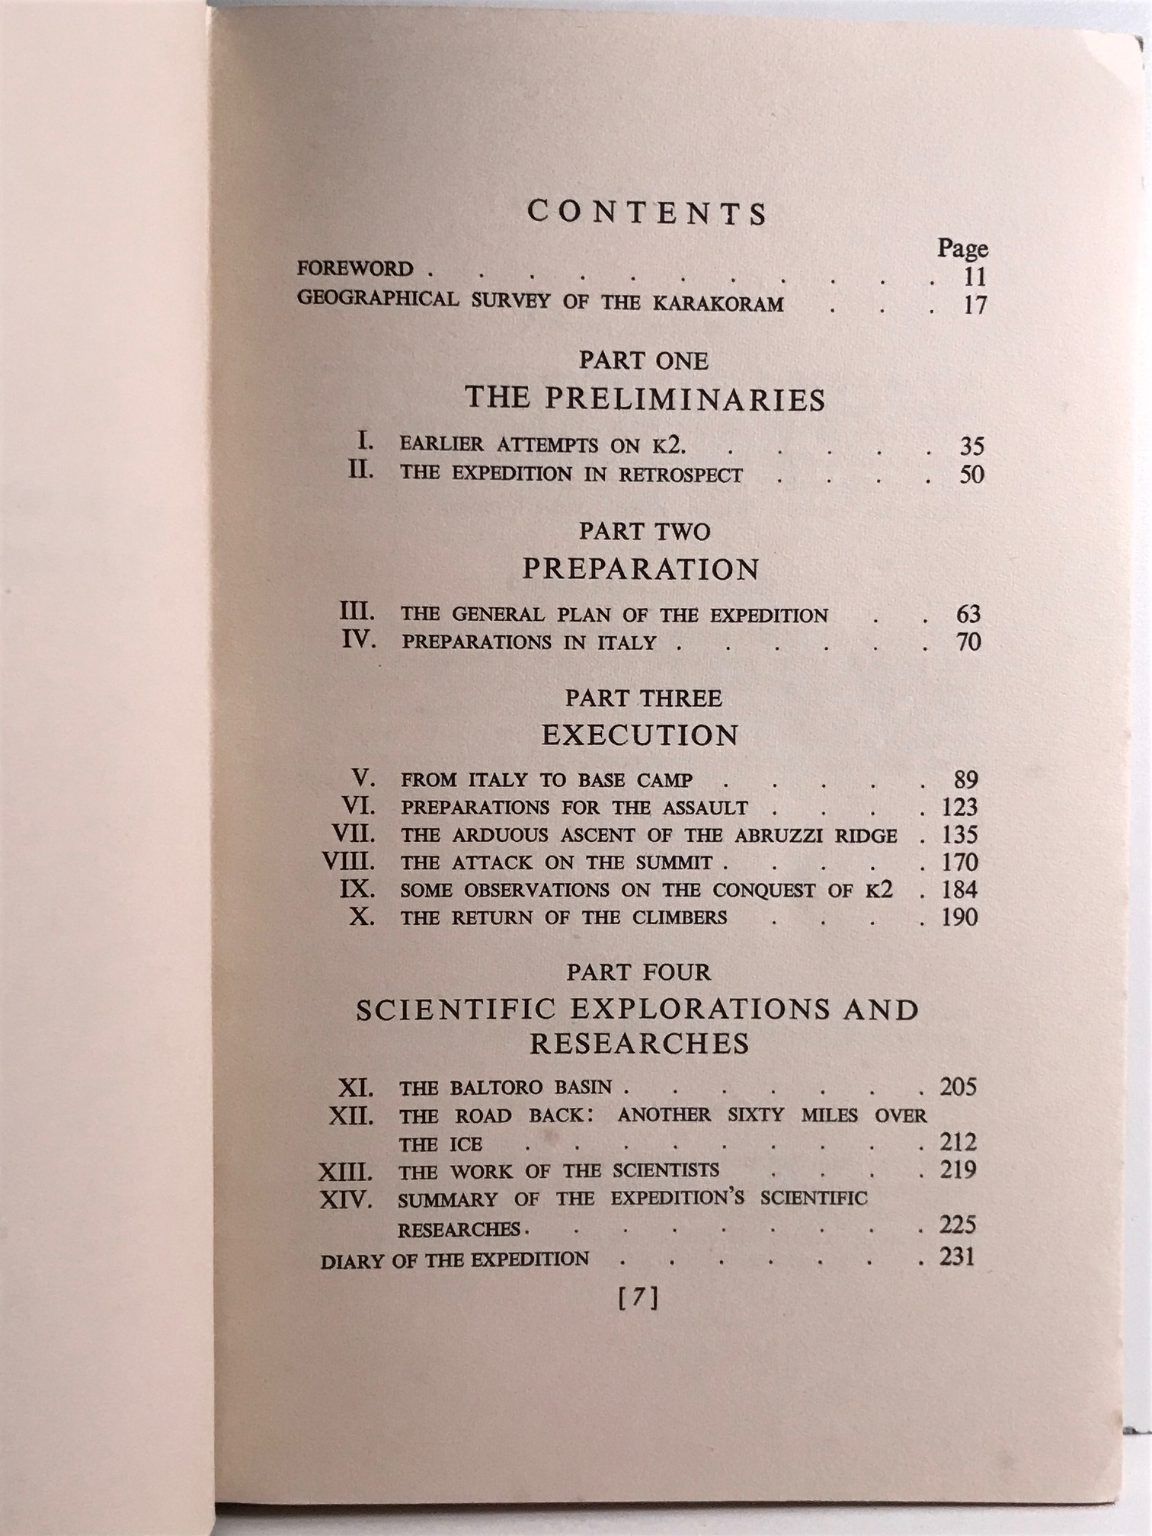 CONTENTS
Page
FOREWORD . . . . . . . . . . . 11
GEOGRAPHICAL SURVEY OF THE KARAKORAM . . . 17
PART ONE
THE PRELIMINARIES
I. EARLIER ATTEMPTS ON K2. . . . . . 35
II. THE EXPEDITION IN RETROSPECT . . . . 50
PART TWO
PREPARATION
III. THE GENERAL PLAN OF THE EXPEDITION . . 63
IV. PREPARATIONS IN ITALY . . . . . . 70
PART THREE
EXECUTION
V. FROM ITALY TO BASE CAMP . . . . . 89
VI. PREPARATIONS FOR THE ASSAULT . . . . 123
VII. THE ARDUOUS ASCENT OF THE ABRUZZI RIDGE . 135
VIII. THE ATTACK ON THE SUMMIT . . . . . 170
IX. SOME OBSERVATIONS ON THE CONQUEST OF K2 . 184
X. THE RETURN OF THE CLIMBERS . . . . 190
PART FOUR
SCIENTIFIC EXPLORATIONS AND
RESEARCHES
XI. THE BALTORO BASIN . . . . . . . 205
XII. THE ROAD BACK: ANOTHER SIXTY MILES OVER
THE ICE . . . . . . . . . 212
XIII. THE WORK OF THE SCIENTISTS . . . . 219
XIV. SUMMARY OF THE EXPEDITION'S SCIENTIFIC
RESEARCHES. . . . . . . . . 225
DIARY OF THE EXPEDITION . . . . . . . 231
[7]